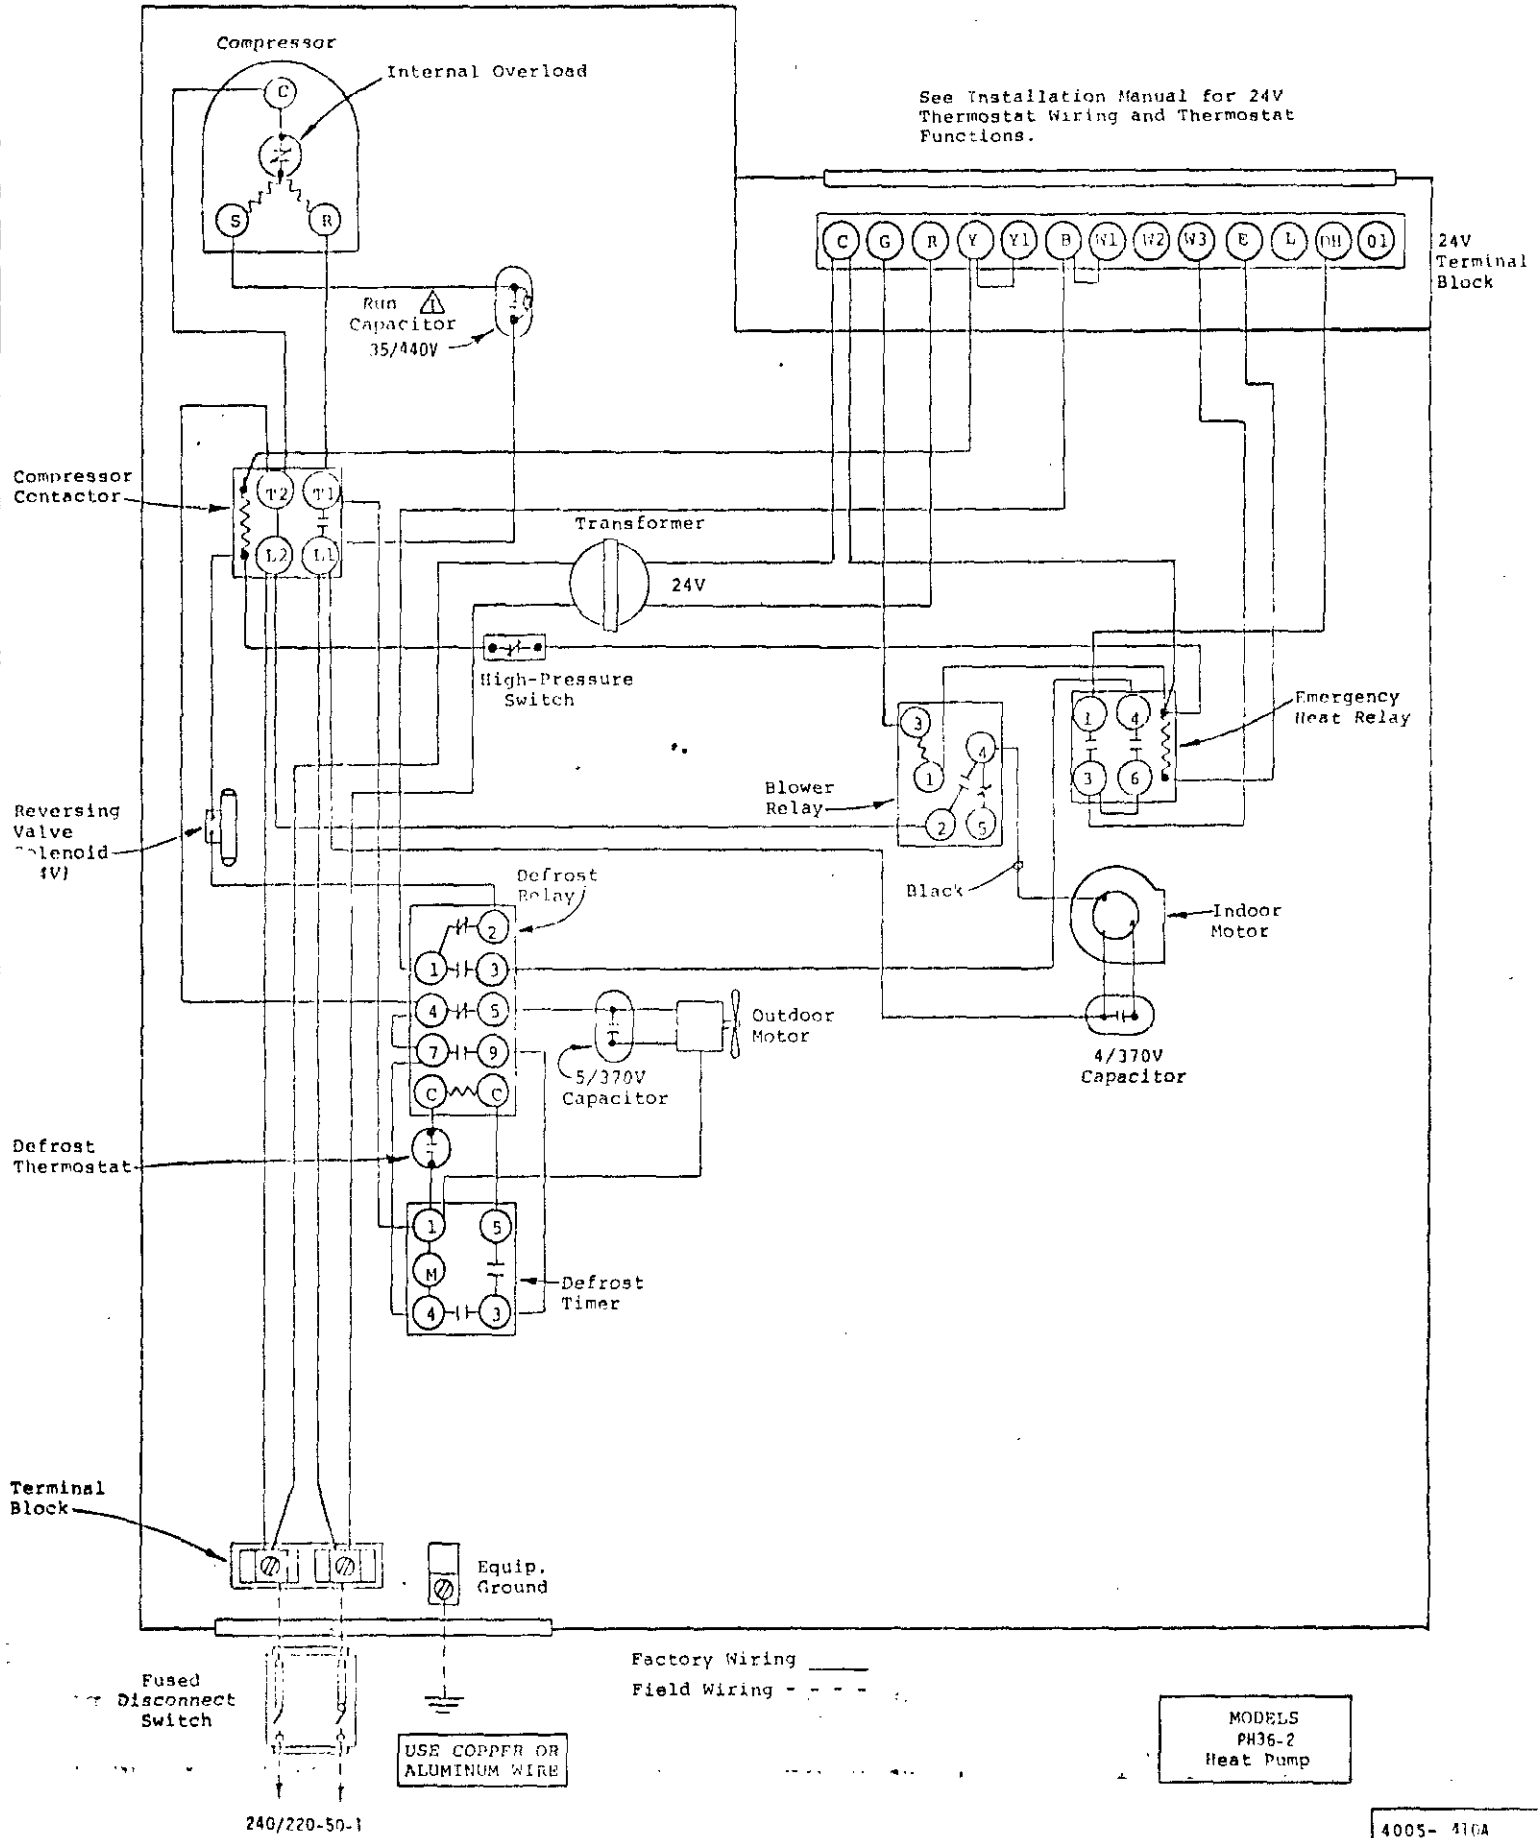 Compressor
Internal Overload
See Installation Manual for 24V
Thermostat Wiring and Thermostat
Functions.
C
S
R
C G R Y Y1 B W1 W2 W3 E L DH O1
24V
Terminal
Block
Run 1
Capacitor
35/440V
Compressor
Contactor
T2 T1
L2 L1
Transformer
24V
High-Pressure
Switch
Emergency
Heat Relay
1 4
3 6
Blower
Relay
3
4
1
2 5
Reversing
Valve
Black
Indoor
Motor
Defrost
Relay
2
1 3
4 5
7 9
C C
Outdoor
Motor
5/370V
Capacitor
4/370V
Capacitor
Defrost
Thermostat
1 5
M
4 3
Defrost
Timer
Terminal
Block
Equip.
Ground
Fused
Disconnect
Switch
Factory Wiring
Field Wiring
USE COPPER OR
ALUMINUM WIRE
240/220-50-1
MODELS
PH36-2
Heat Pump
4005-